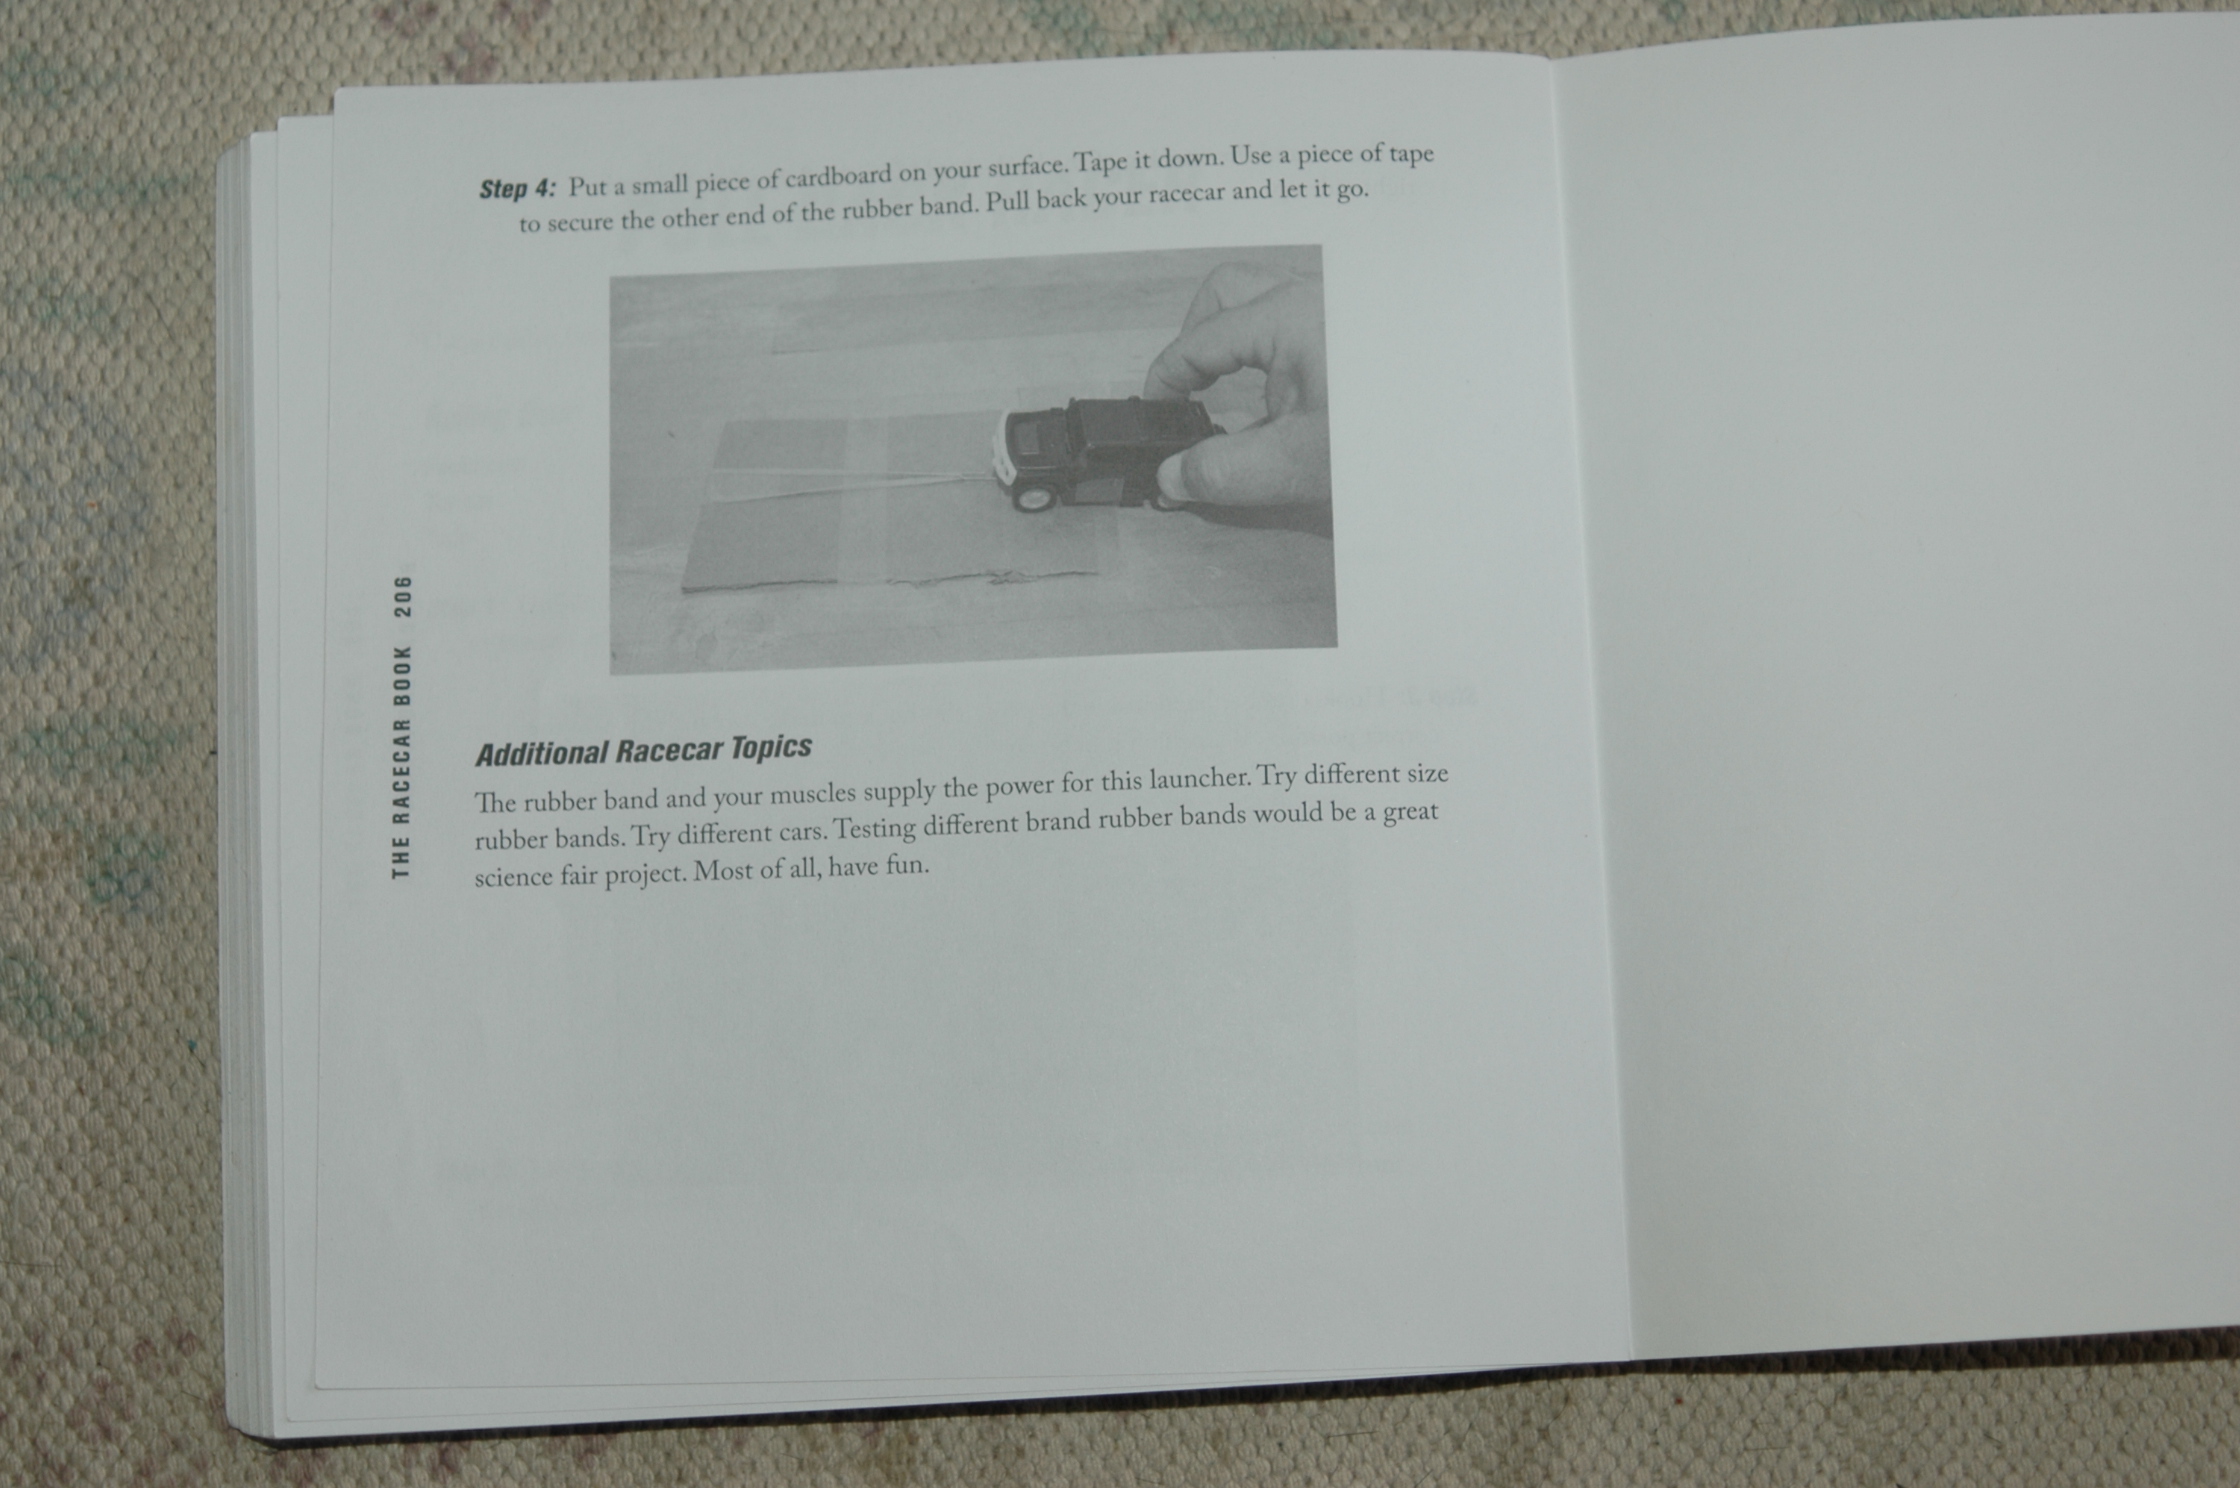 Step 4: Put a small piece of cardboard on your surface. Tape it down. Use a piece of tape
to secure the other end of the rubber band. Pull back your racecar and let it go.
Additional Racecar Topics
The rubber band and your muscles supply the power for this launcher. Try different size
rubber bands. Try different cars. Testing different brand rubber bands would be a great
science fair project. Most of all, have fun.
THE RACECAR BOOK 206